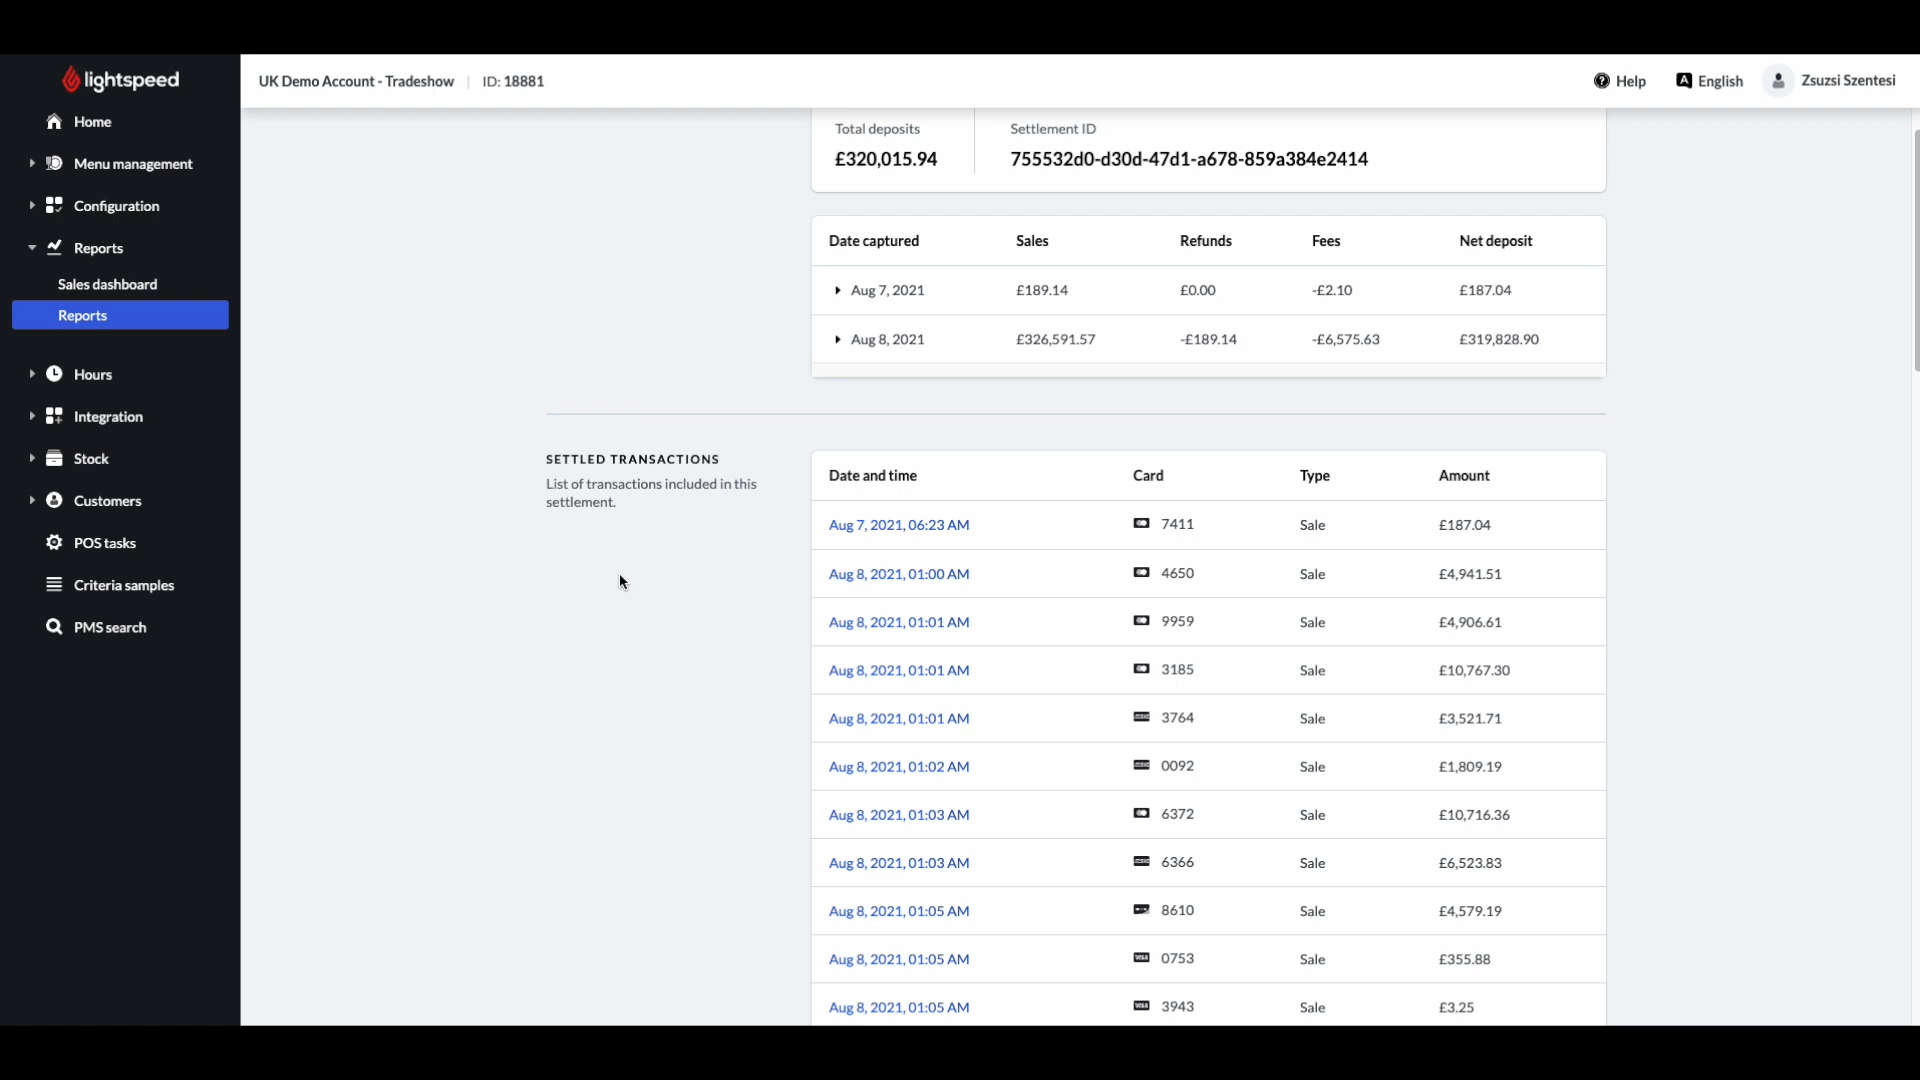 lightspeed
UK Demo Account - Tradeshow | ID: 18881
Help
English
Zsuzsi Szentesi
Home
Menu management
Configuration
Reports
Sales dashboard
Reports
Hours
Integration
Stock
Customers
POS tasks
Criteria samples
PMS search
Total deposits Settlement ID
£320,015.94 755532d0-d30d-47d1-a678-859a384e2414
Date captured Sales Refunds Fees Net deposit
Aug 7, 2021 £189.14 £0.00 -£2.10 £187.04
Aug 8, 2021 £326,591.57 -£189.14 -£6,575.63 £319,828.90
SETTLED TRANSACTIONS
List of transactions included in this
settlement.
Date and time Card Type Amount
Aug 7, 2021, 06:23 AM 7411 Sale £187.04
Aug 8, 2021, 01:00 AM 4650 Sale £4,941.51
Aug 8, 2021, 01:01 AM 9959 Sale £4,906.61
Aug 8, 2021, 01:01 AM 3185 Sale £10,767.30
Aug 8, 2021, 01:01 AM 3764 Sale £3,521.71
Aug 8, 2021, 01:02 AM 0092 Sale £1,809.19
Aug 8, 2021, 01:03 AM 6372 Sale £10,716.36
Aug 8, 2021, 01:03 AM 6366 Sale £6,523.83
Aug 8, 2021, 01:05 AM 8610 Sale £4,579.19
Aug 8, 2021, 01:05 AM VISA 0753 Sale £355.88
Aug 8, 2021, 01:05 AM VISA 3943 Sale £3.25